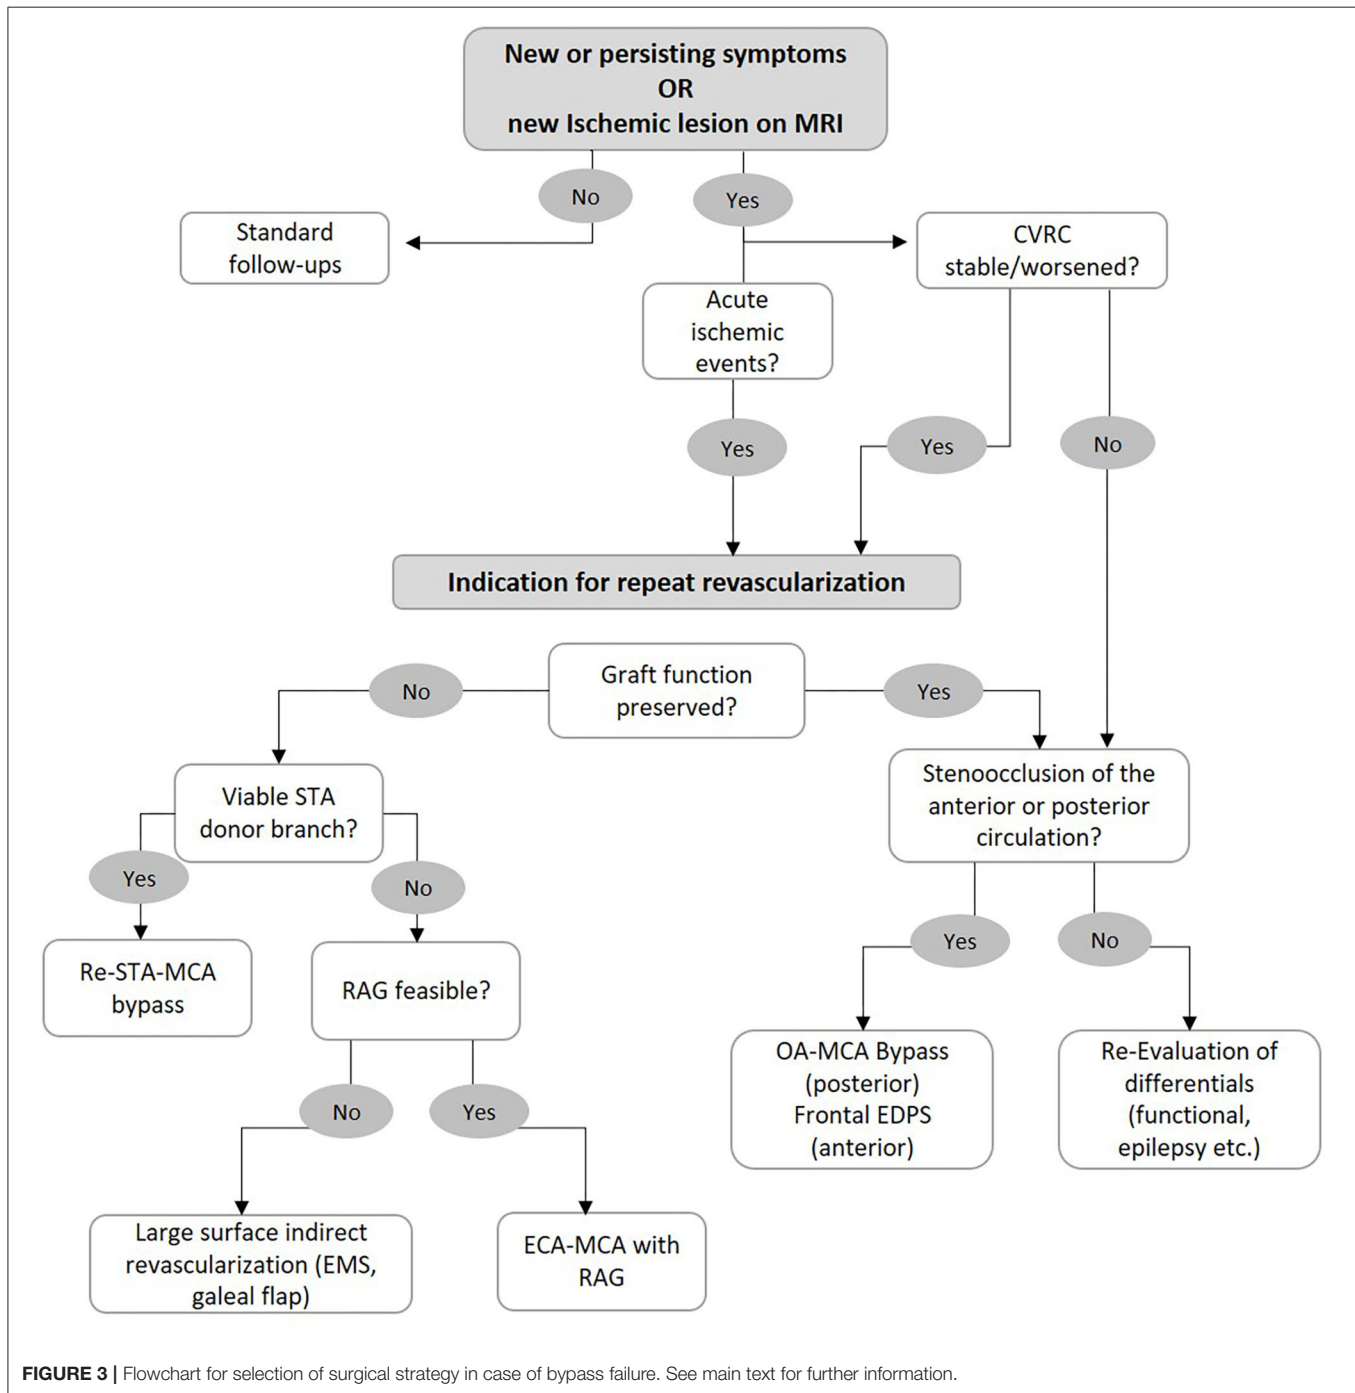 New or persisting symptoms
OR
new Ischemic lesion on MRI
No
Yes
Standard
follow-ups
CVRC
stable/worsened?
Acute
ischemic
events?
Yes
Yes
No
Indication for repeat revascularization
Graft function
preserved?
No
Yes
Viable STA
donor branch?
Stenoocclusion of the
anterior or posterior
circulation?
Yes
No
Yes
No
Re-STA-MCA
bypass
RAG feasible?
OA-MCA Bypass
(posterior)
Frontal EDPS
(anterior)
Re-Evaluation of
differentials
(functional,
epilepsy etc.)
No
Yes
Large surface indirect
revascularization (EMS,
galeal flap)
ECA-MCA with
RAG
FIGURE 3 | Flowchart for selection of surgical strategy in case of bypass failure. See main text for further information.